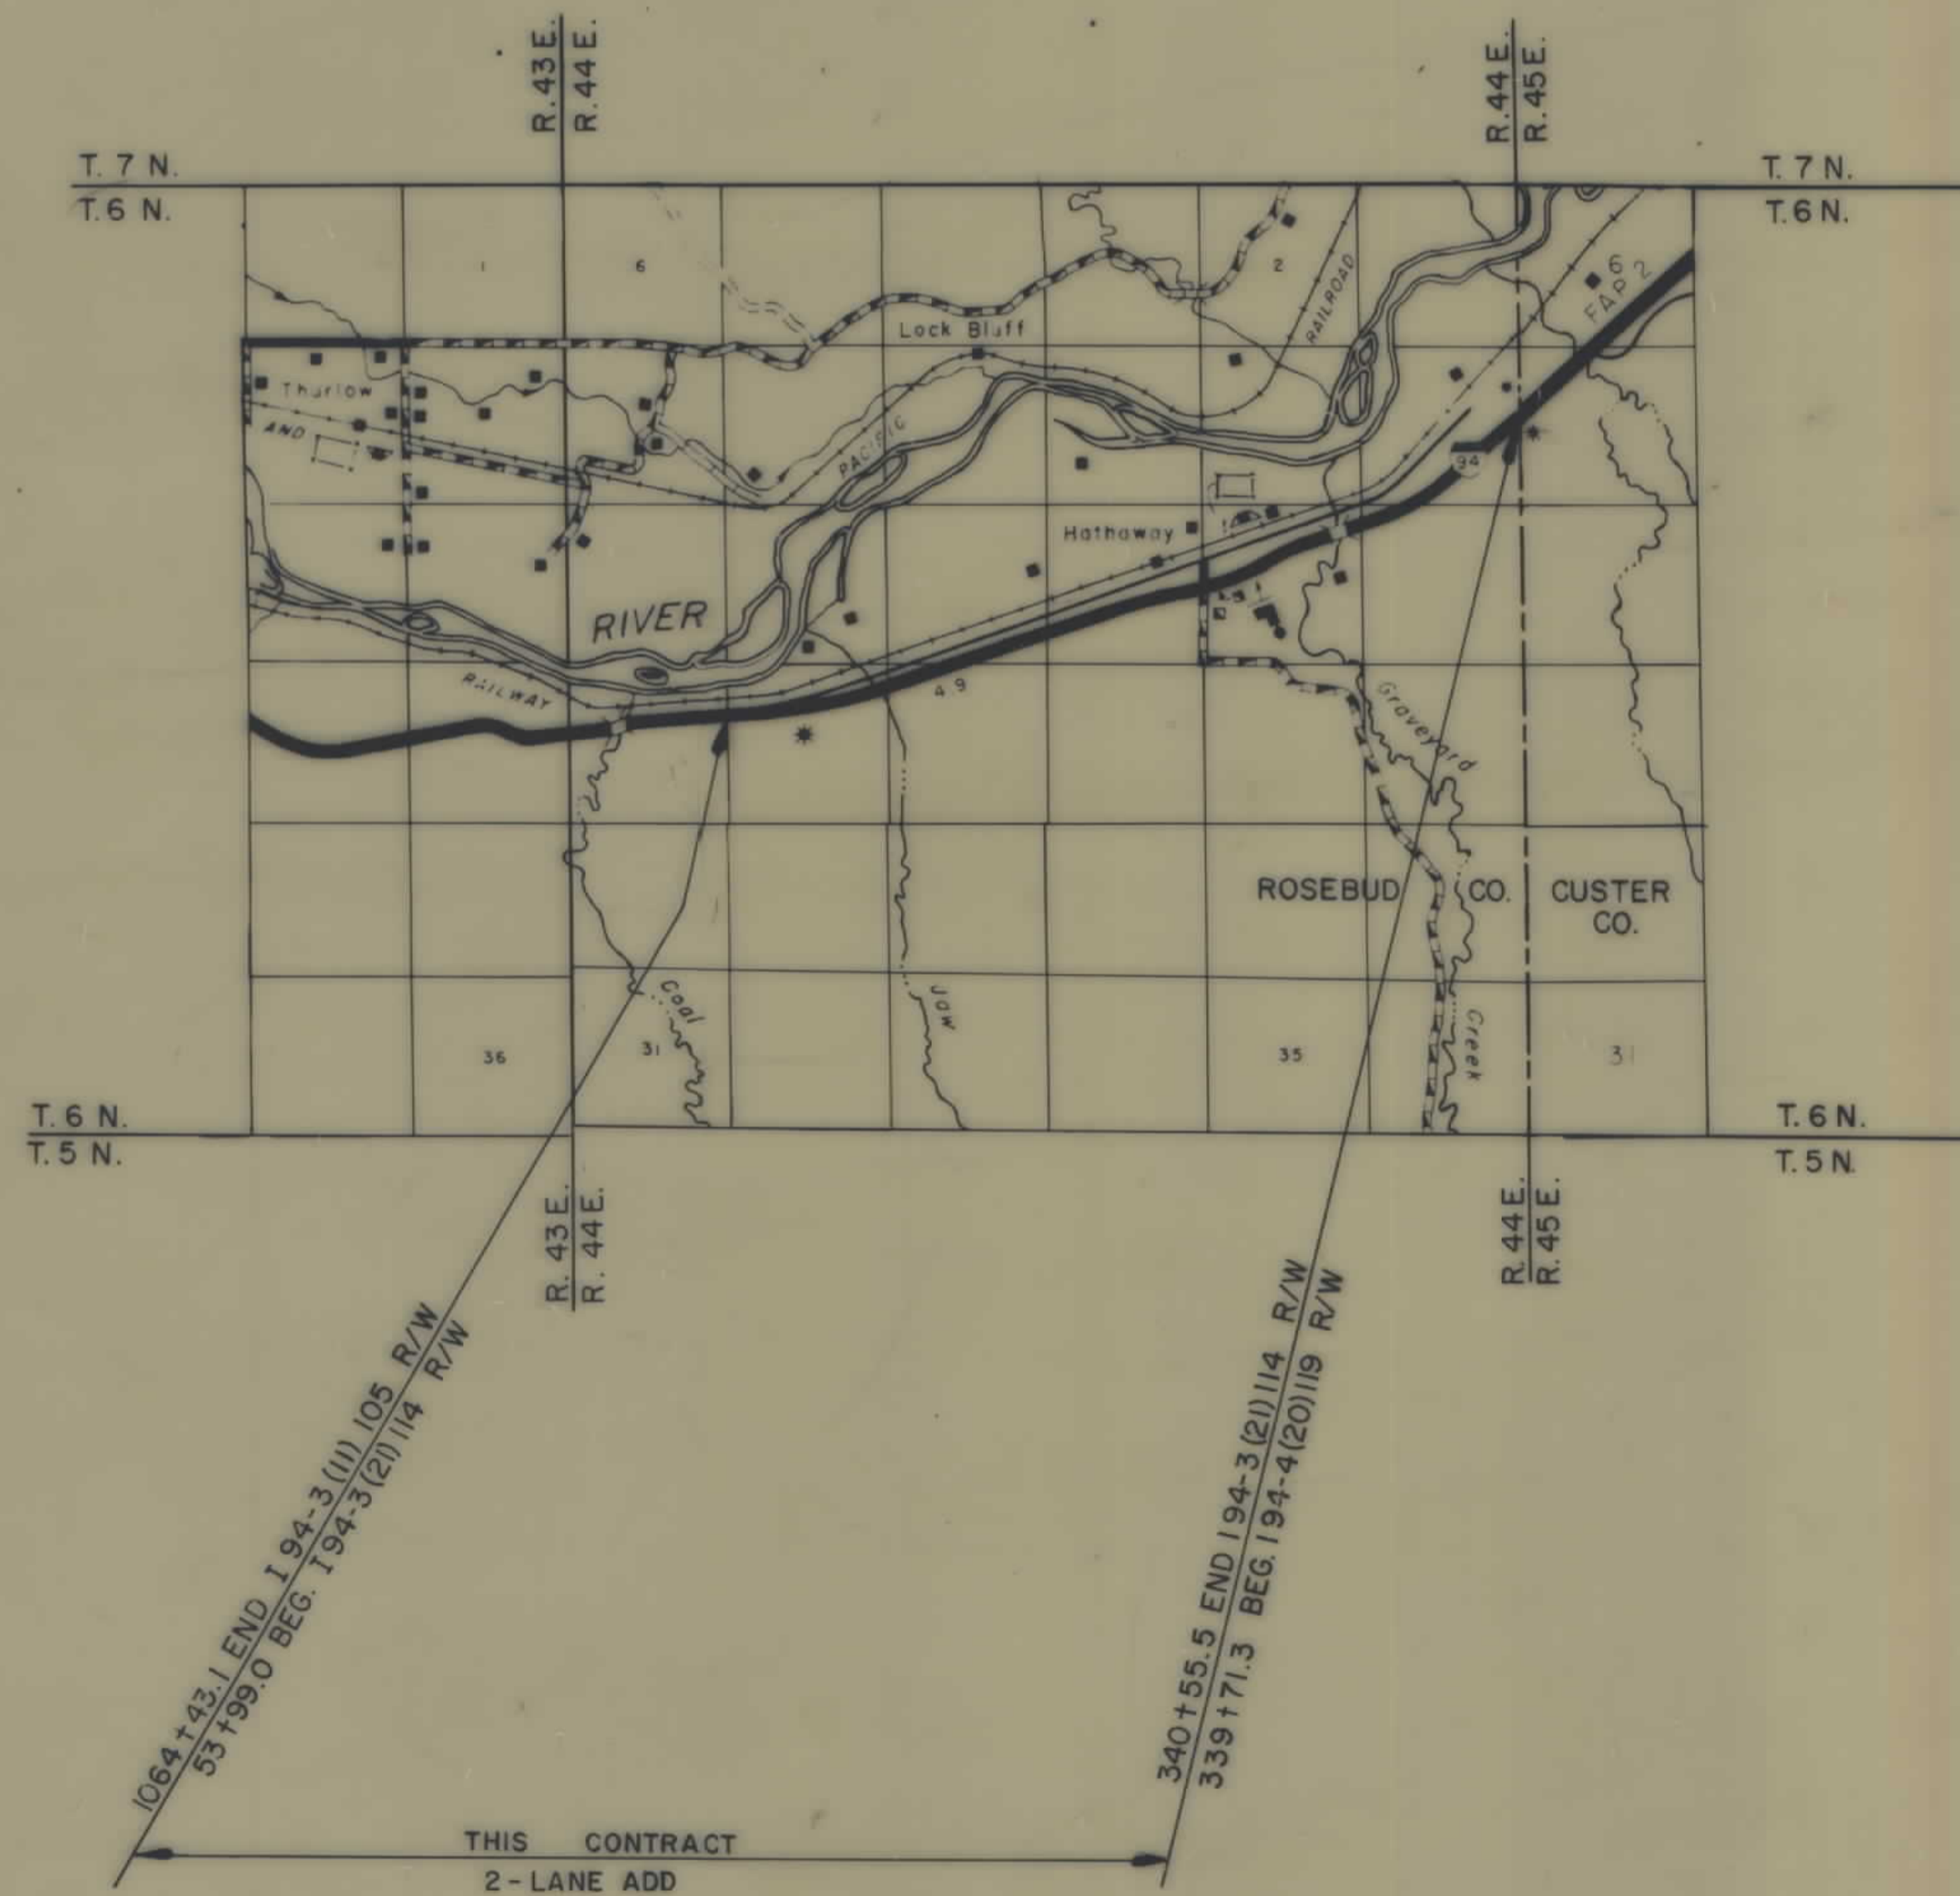 R. 43 E.
R. 44 E.
R. 44 E.
R. 45 E.
T. 7 N.
T. 6 N.
T. 7 N.
T. 6 N.
1
6
2
6
FAP 2
RAILROAD
Lock Bluff
Thurlow
AND
PACIFIC
94
Hathaway
RIVER
RAILWAY
4.9
Graveyard
ROSEBUD CO.
CUSTER
CO.
Coal
Jaw
Creek
36
31
35
31
T. 6 N.
T. 5 N.
T. 6 N.
T. 5 N.
R. 43 E.
R. 44 E.
R. 44 E.
R. 45 E.
1064+43.1 END I 94-3(11) 105 R/W
53+99.0 BEG. I 94-3(21) 114 R/W
340+55.5 END I 94-3(21) 114 R/W
339+71.3 BEG. I 94-4(20) 119 R/W
THIS CONTRACT
2-LANE ADD